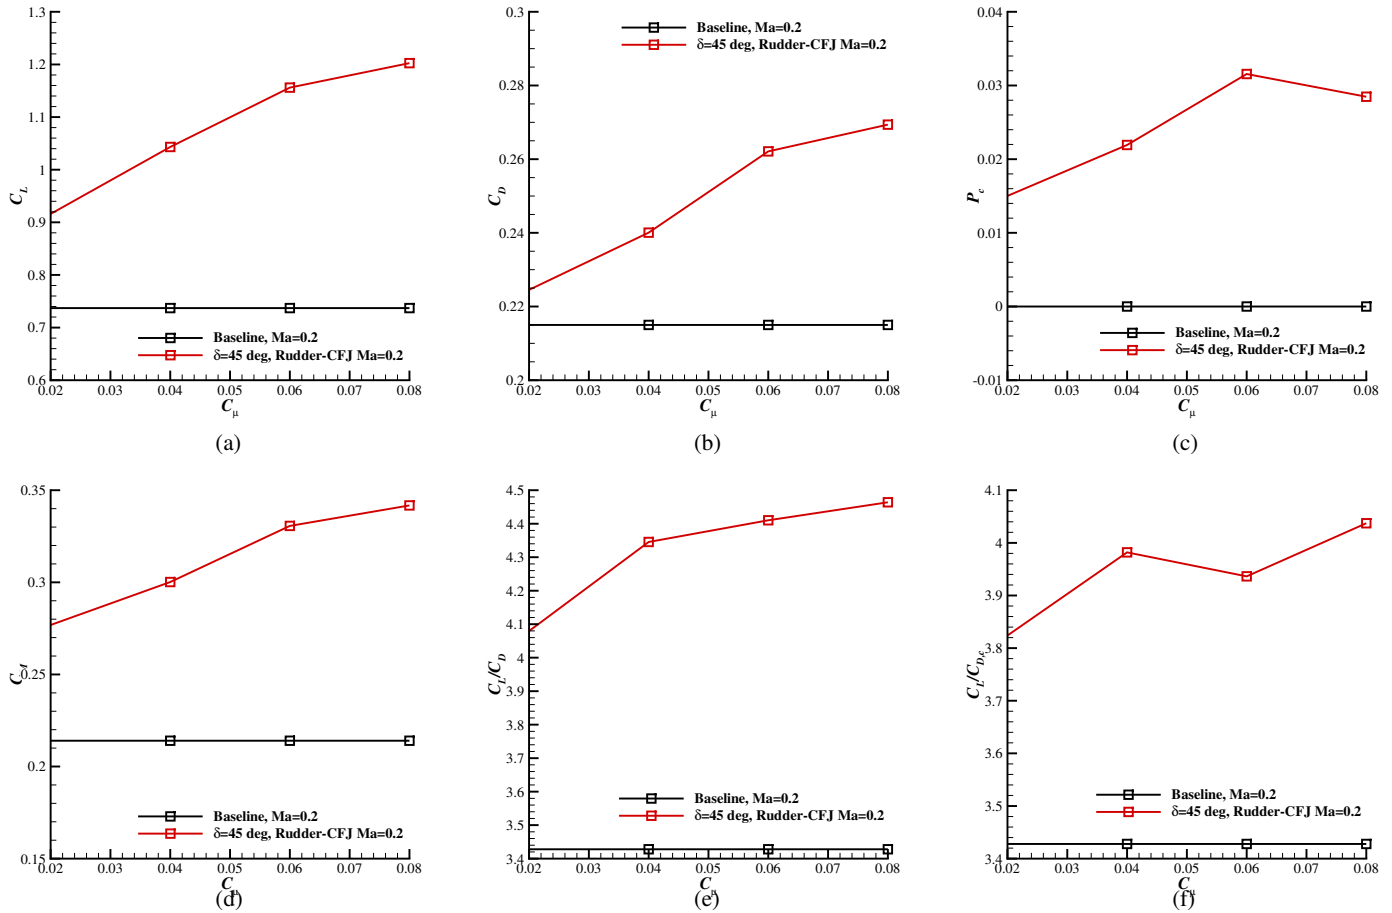 1.3
1.2
1.1
1
0.9
0.8
0.7
0.6
C_L
Baseline, Ma=0.2
δ=45 deg, Rudder-CFJ Ma=0.2
0.02 0.03 0.04 0.05 0.06 0.07 0.08
C_μ
(a)
0.3
0.28
0.26
0.24
0.22
0.2
C_D
Baseline, Ma=0.2
δ=45 deg, Rudder-CFJ Ma=0.2
0.02 0.03 0.04 0.05 0.06 0.07 0.08
C_μ
(b)
0.04
0.03
0.02
0.01
0
-0.01
P_c
Baseline, Ma=0.2
δ=45 deg, Rudder-CFJ Ma=0.2
0.02 0.03 0.04 0.05 0.06 0.07 0.08
C_μ
(c)
0.35
0.3
0.25
0.2
0.15
Baseline, Ma=0.2
δ=45 deg, Rudder-CFJ Ma=0.2
0.02 0.03 0.04 0.05 0.06 0.07 0.08
C_μ
(d)
4.5
4.4
4.3
4.2
4.1
4
3.9
3.8
3.7
3.6
3.5
3.4
C_L/C_D
Baseline, Ma=0.2
δ=45 deg, Rudder-CFJ Ma=0.2
0.02 0.03 0.04 0.05 0.06 0.07 0.08
C_μ
(e)
4.1
4
3.9
3.8
3.7
3.6
3.5
3.4
C_L/C_D,c
Baseline, Ma=0.2
δ=45 deg, Rudder-CFJ Ma=0.2
0.02 0.03 0.04 0.05 0.06 0.07 0.08
C_μ
(f)